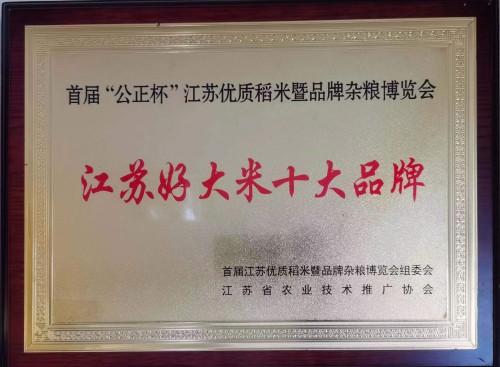 首届“公正杯”江苏优质稻米暨品牌杂粮博览会
江苏好大米十大品牌
首届江苏优质稻米暨品牌杂粮博览会组委会
江苏省农业技术推广协会